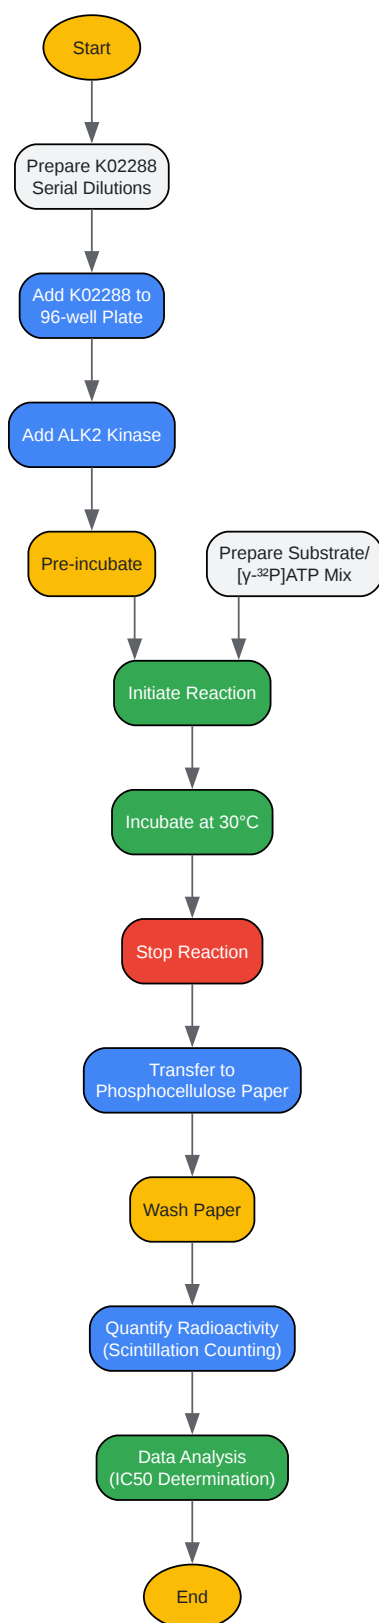 Start
Prepare K02288
Serial Dilutions
Add K02288 to
96-well Plate
Add ALK2 Kinase
Pre-incubate
Prepare Substrate/
[γ-³²P]ATP Mix
Initiate Reaction
Incubate at 30°C
Stop Reaction
Transfer to
Phosphocellulose Paper
Wash Paper
Quantify Radioactivity
(Scintillation Counting)
Data Analysis
(IC50 Determination)
End